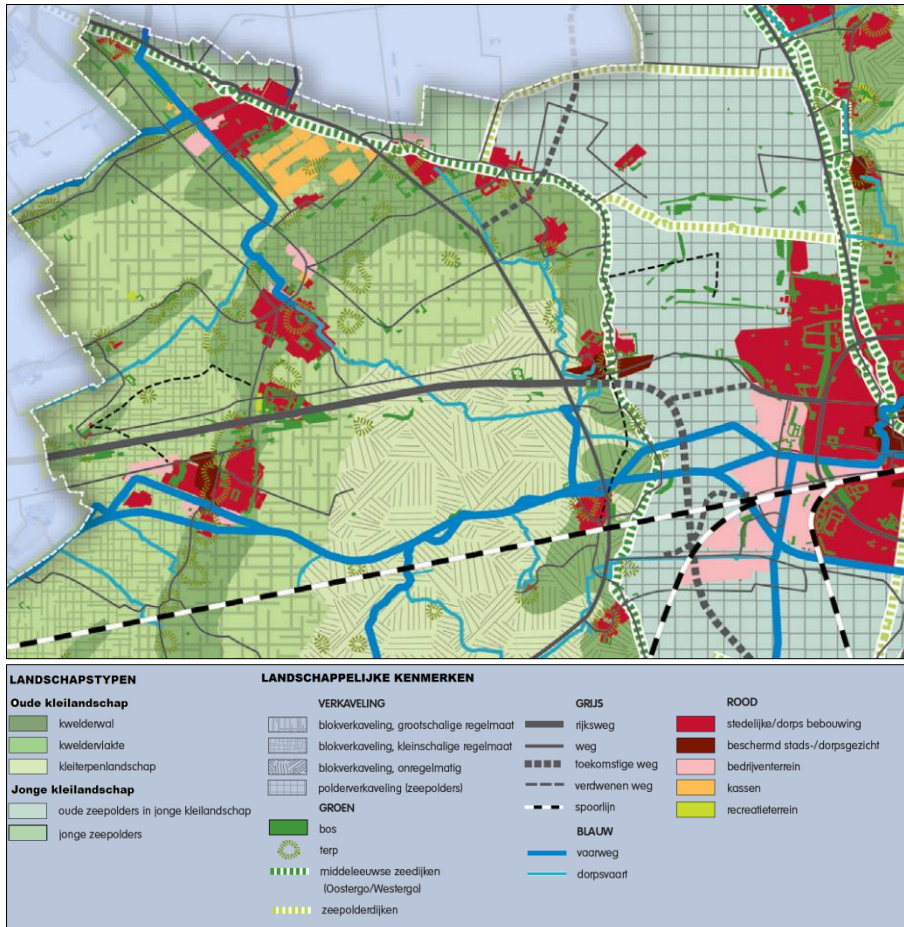 LANDSCHAPSTYPEN
Oude kleilandschap
kwelderwal
kweldervlakte
kleiterpenlandschap
Jonge kleilandschap
oude zeepolders in jonge kleilandschap
jonge zeepolders
LANDSCHAPPELIJKE KENMERKEN
VERKAVELING
blokverkaveling, grootschalige regelmaat
blokverkaveling, kleinschalige regelmaat
blokverkaveling, onregelmatig
polderverkaveling (zeepolders)
GROEN
bos
terp
middeleeuwse zeedijken
(Oostergo/Westergo)
zeepolderdijken
GRIJS
rijksweg
weg
toekomstige weg
verdwenen weg
spoorlijn
BLAUW
vaarweg
dorpsvaart
ROOD
stedelijke/dorps bebouwing
beschermd stads-/dorpsgezicht
bedrijventerrein
kassen
recreatieterrein